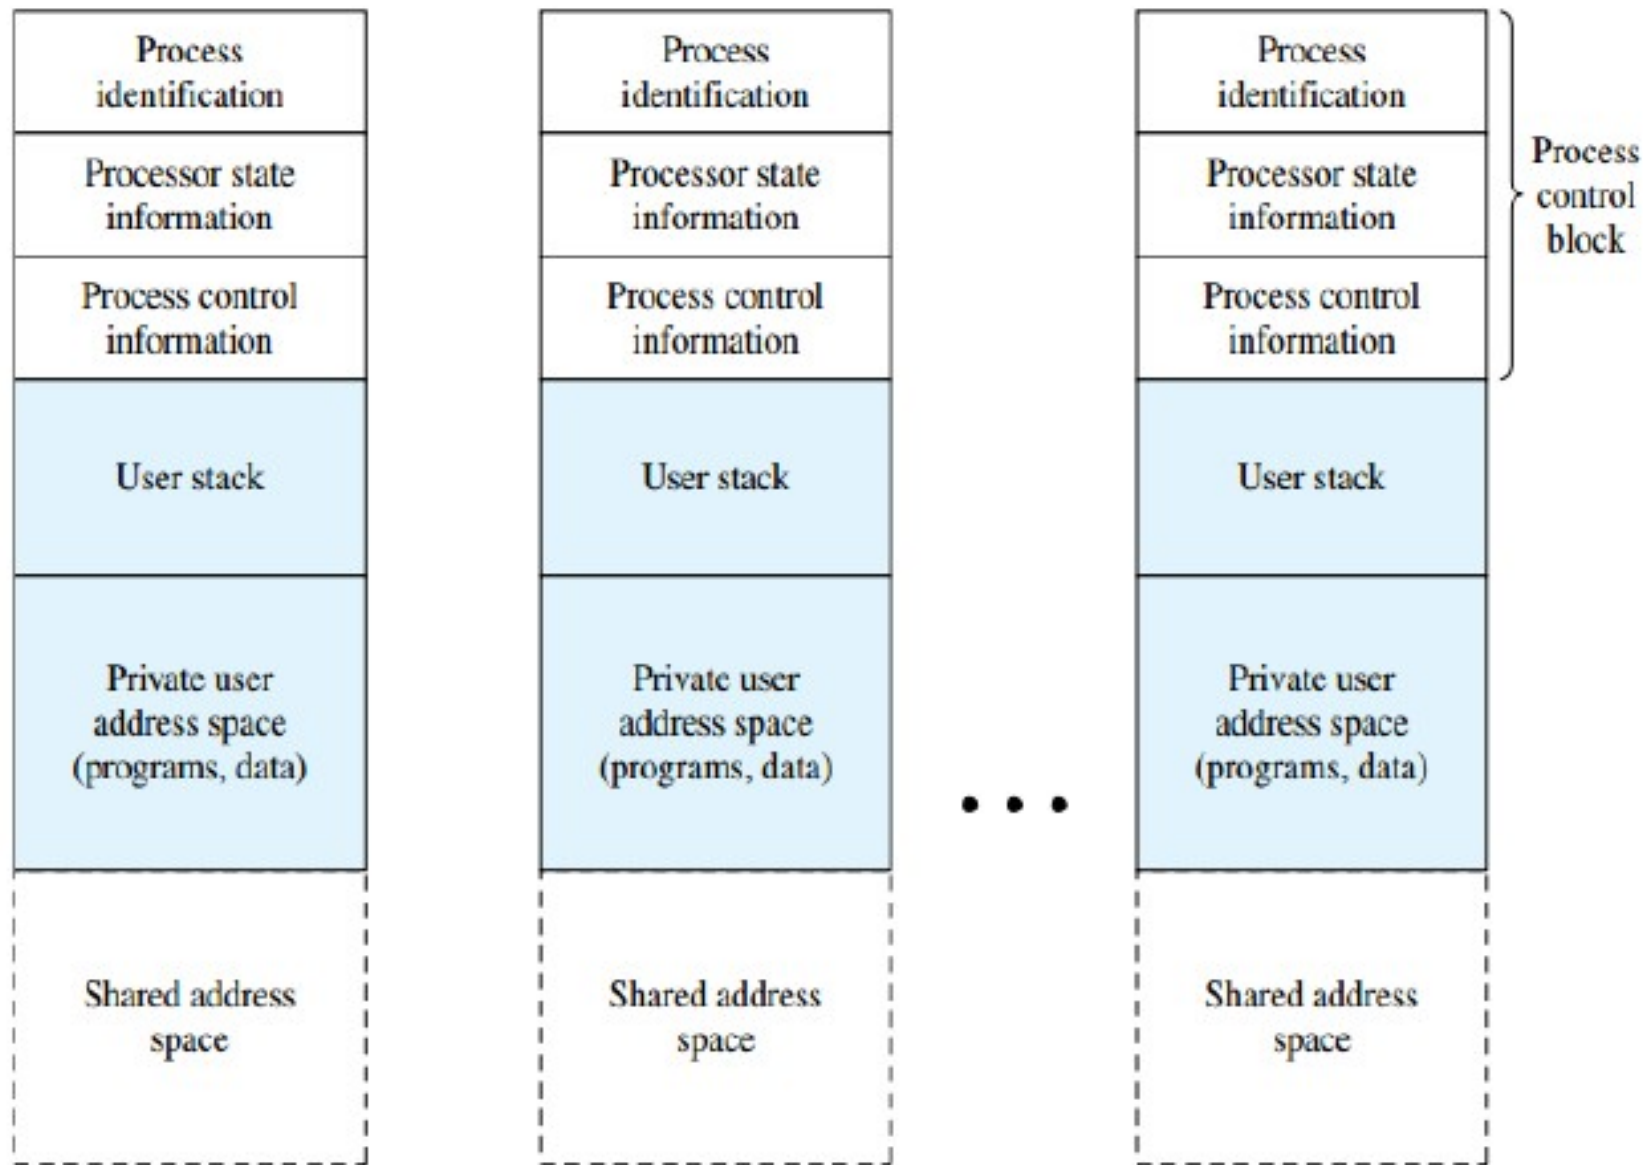 Process
identification
Processor state
information
Process control
information
User stack
Private user
address space
(programs, data)
Shared address
space
Process
identification
Processor state
information
Process control
information
User stack
Private user
address space
(programs, data)
Shared address
space
• • •
Process
identification
Processor state
information
Process control
information
User stack
Private user
address space
(programs, data)
Shared address
space
Process
control
block